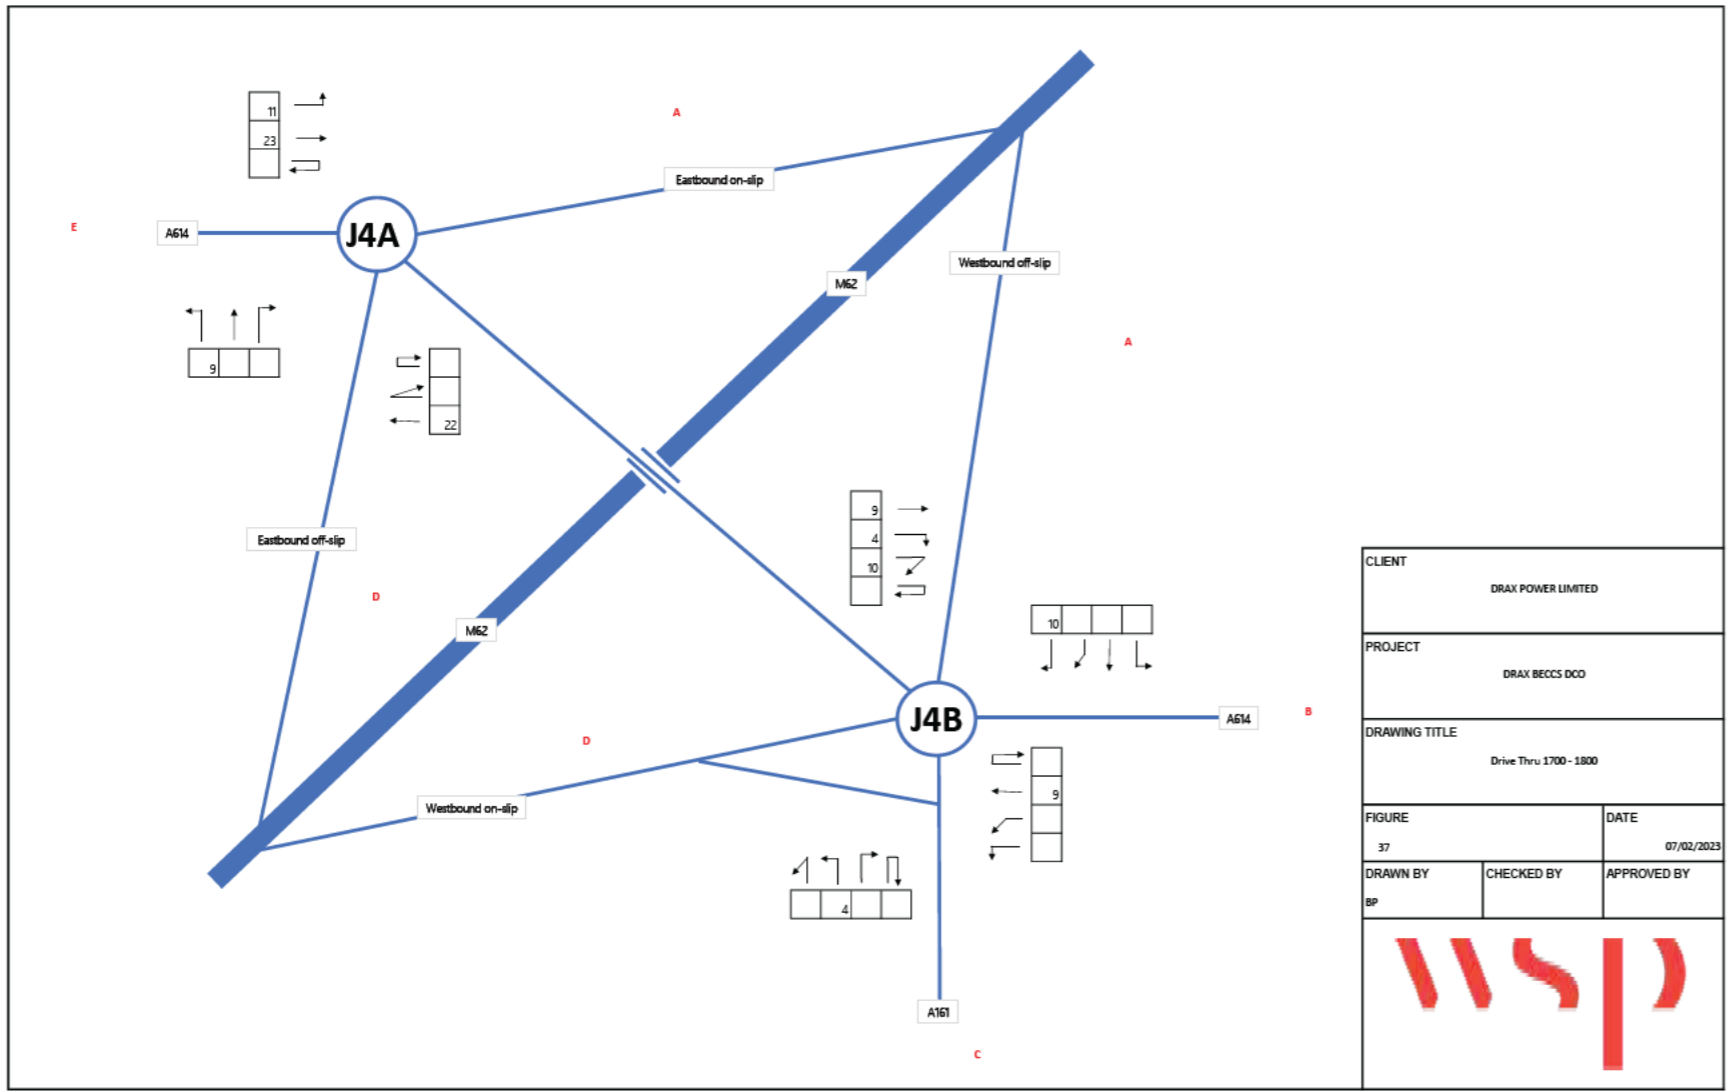 11
23
A
Eastbound on-slip
E
A614
J4A
Westbound off-slip
M62
A
9
22
9
4
10
Eastbound off-slip
D
M62
10
J4B
A614
B
D
Westbound on-slip
9
4
A161
C
CLIENT
DRAX POWER LIMITED
PROJECT
DRAX BECCS DCO
DRAWING TITLE
Drive Thru 1700 - 1800
FIGURE
37
DATE
07/02/2023
DRAWN BY
BP
CHECKED BY
APPROVED BY
wsp